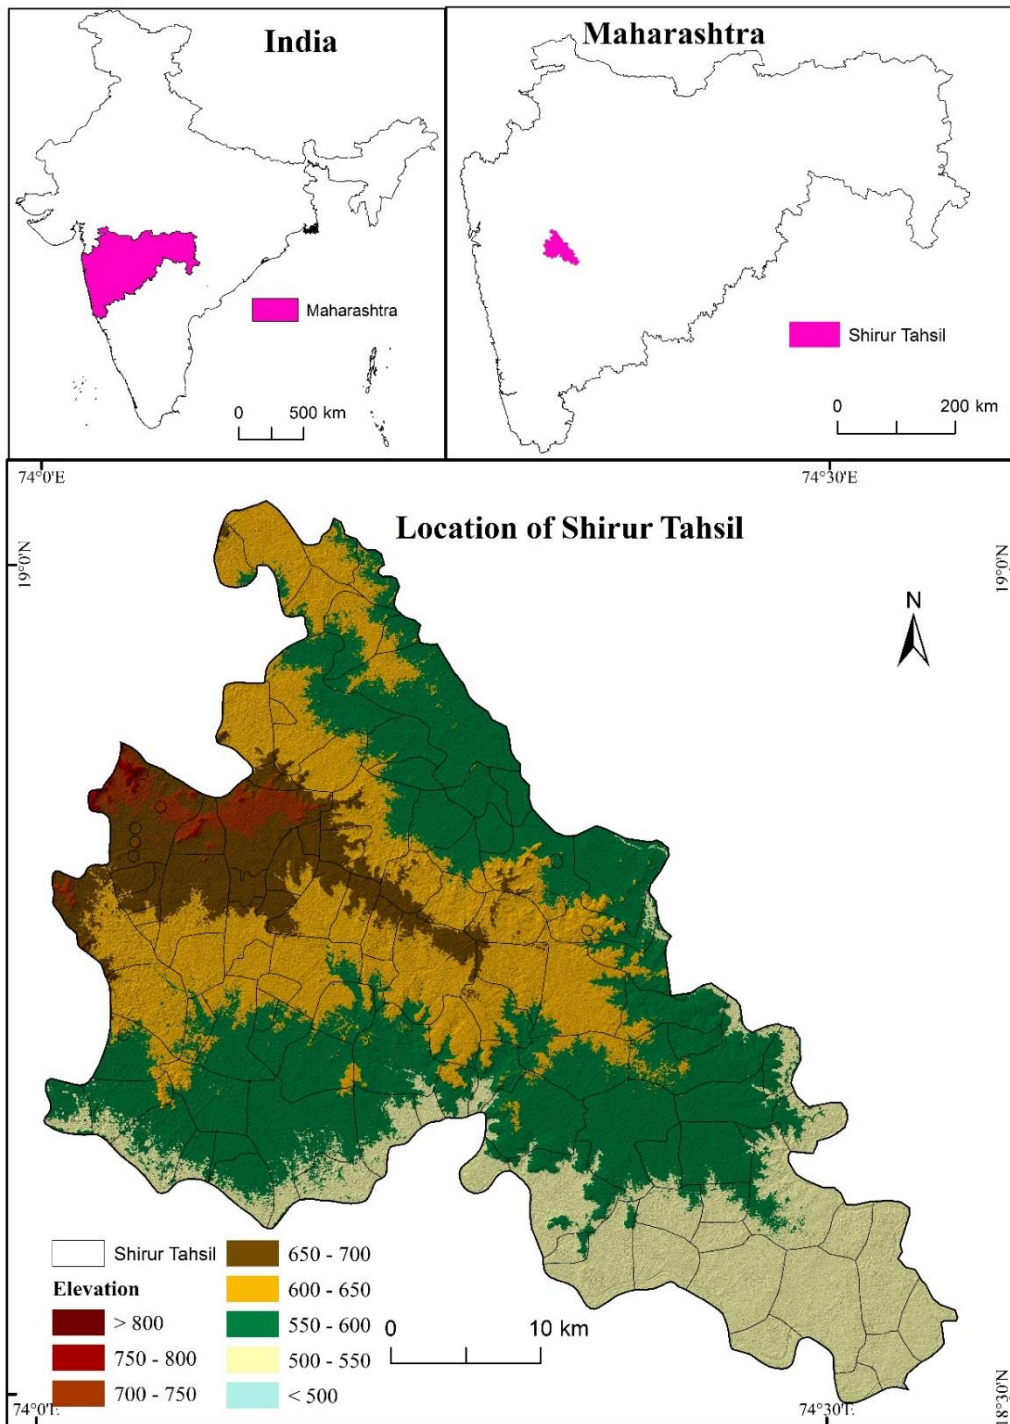 India
Maharashtra
0 500 km
Maharashtra
Shirur Tahsil
0 200 km
74°0'E
74°30'E
Location of Shirur Tahsil
19°0'N
19°0'N
N
Shirur Tahsil
Elevation
> 800
750 - 800
700 - 750
650 - 700
600 - 650
550 - 600
500 - 550
< 500
0 10 km
74°0'E
74°30'E
18°30'N